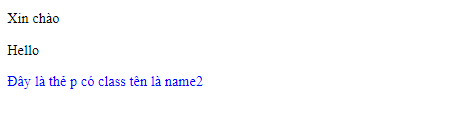 Xin chào
Hello
Đây là thẻ p có class tên là name2